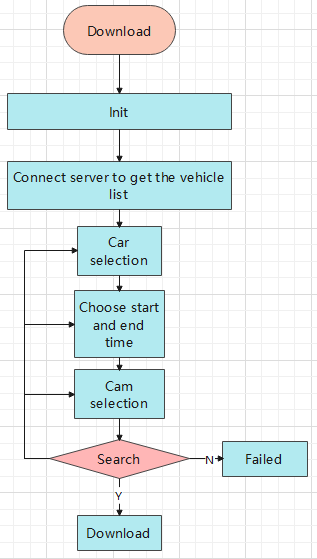 Download
Init
Connect server to get the vehicle
list
Car
selection
Choose start
and end
time
Cam
selection
Search
N
Failed
Y
Download